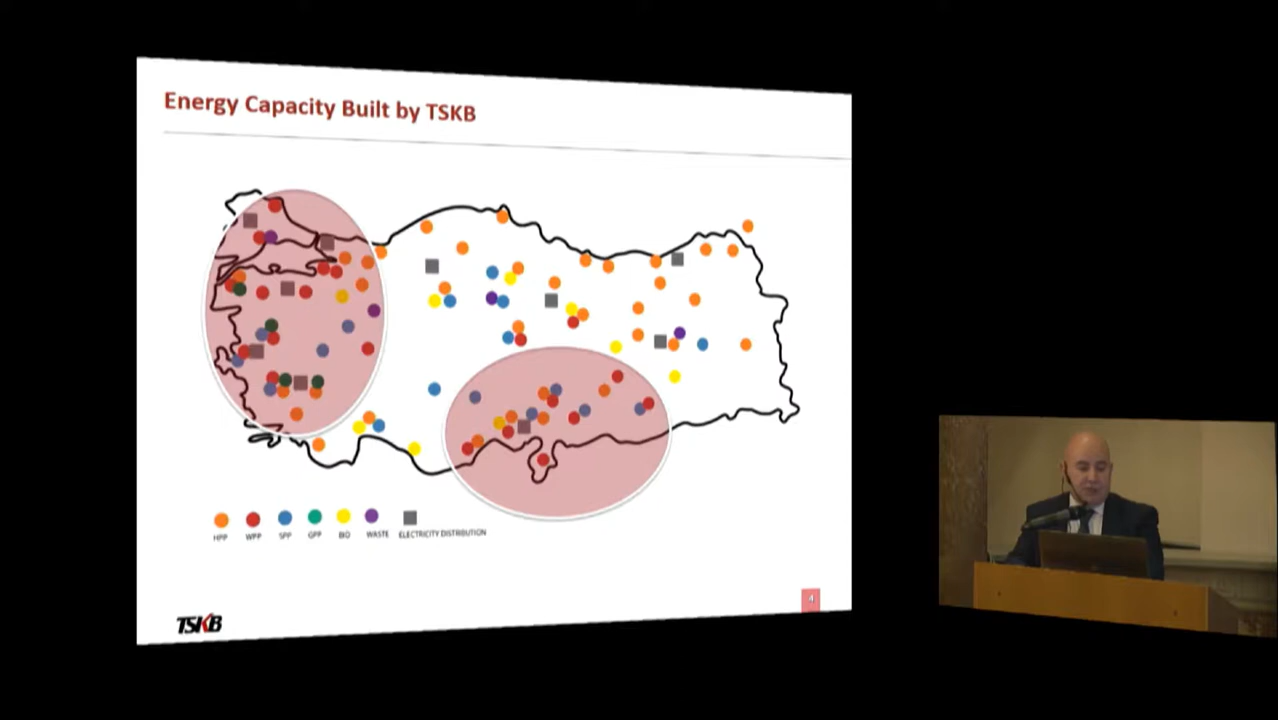 Energy Capacity Built by TSKB
HPP WPP SPP GPP BIO WASTE ELECTRICITY DISTRIBUTION
4
TSKB